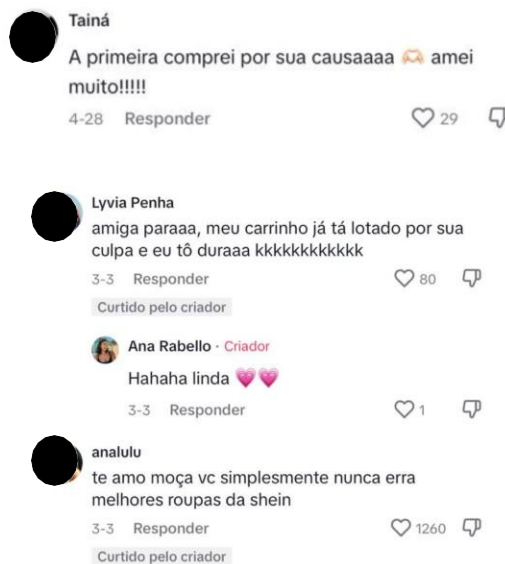 Tainá
A primeira comprei por sua causaaaa 🫶🏻 amei
muito!!!!!
4-28 Responder 29
Lyvia Penha
amiga paraaa, meu carrinho já tá lotado por sua
culpa e eu tô duraaa kkkkkkkkkkkk
3-3 Responder 80
Curtido pelo criador
Ana Rabello · Criador
Hahaha linda 💗💗
3-3 Responder 1
analulu
te amo moça vc simplesmente nunca erra
melhores roupas da shein
3-3 Responder 1260
Curtido pelo criador